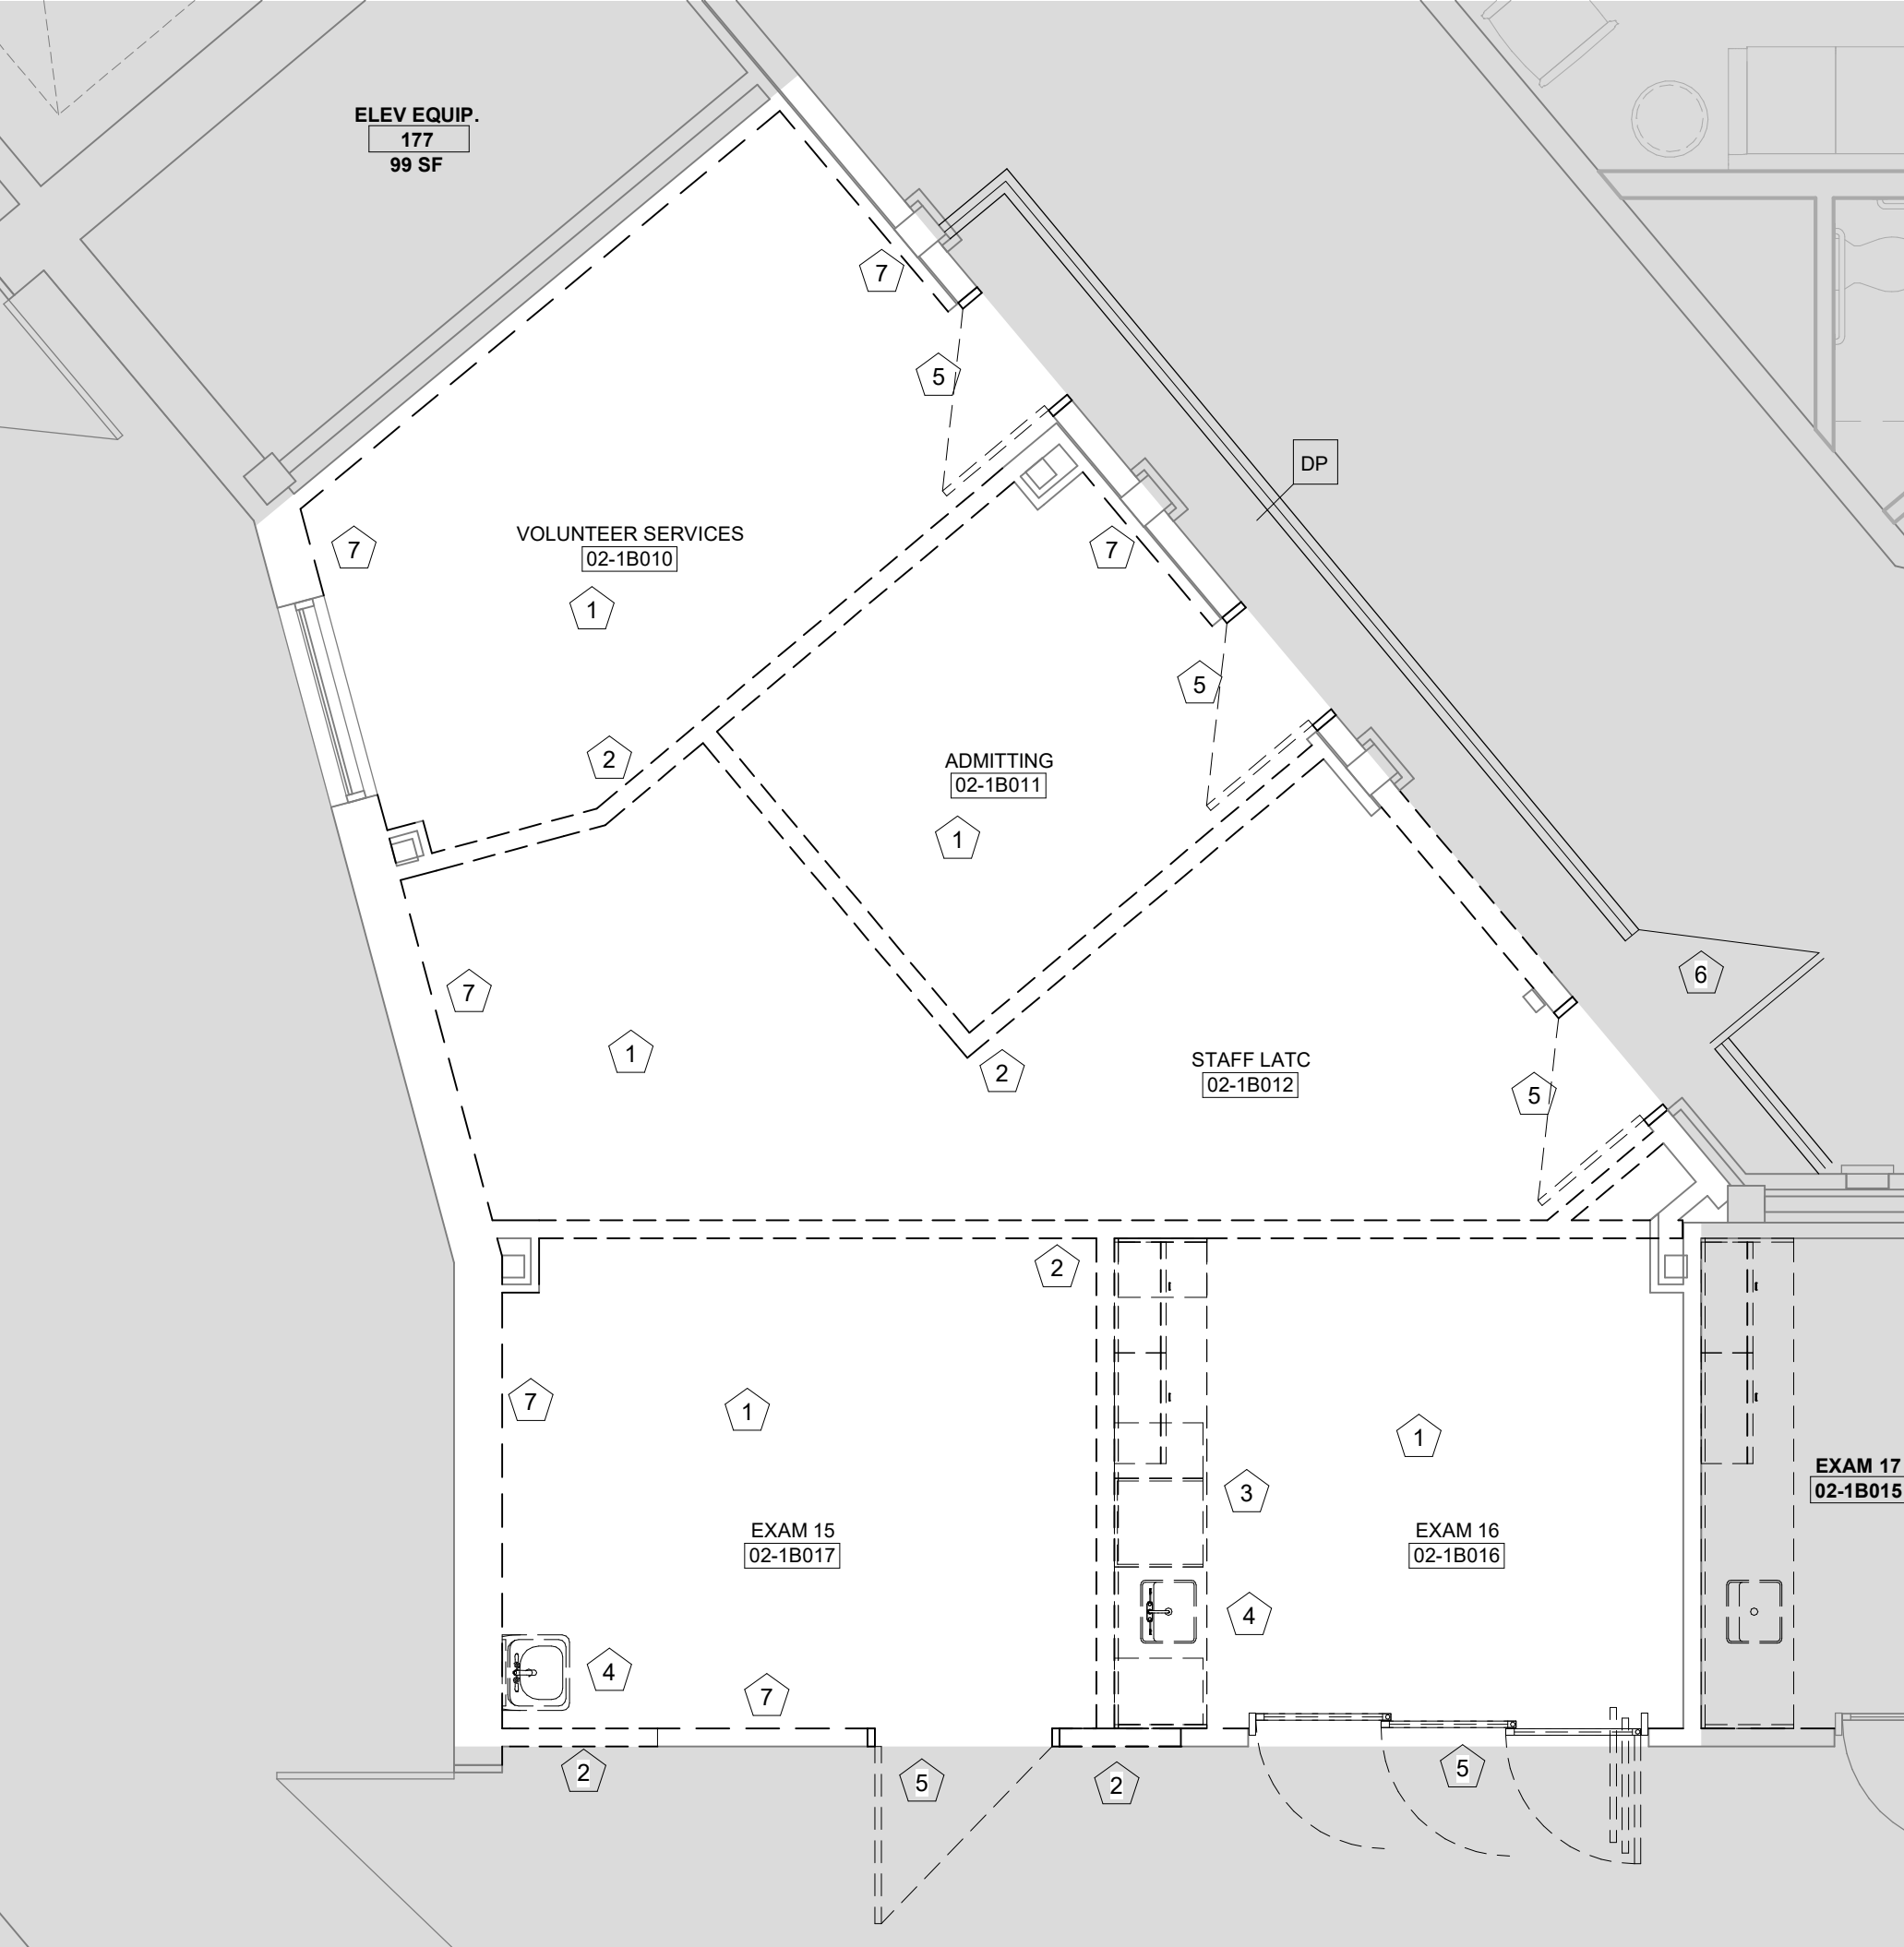 ELEV EQUIP.
177
99 SF
7
5
DP
7
VOLUNTEER SERVICES
02-1B010
7
1
5
2
ADMITTING
02-1B011
1
6
7
1
2
STAFF LATC
02-1B012
5
2
7
1
1
3
EXAM 17
02-1B015
EXAM 15
02-1B017
EXAM 16
02-1B016
4
4
7
2
5
2
5